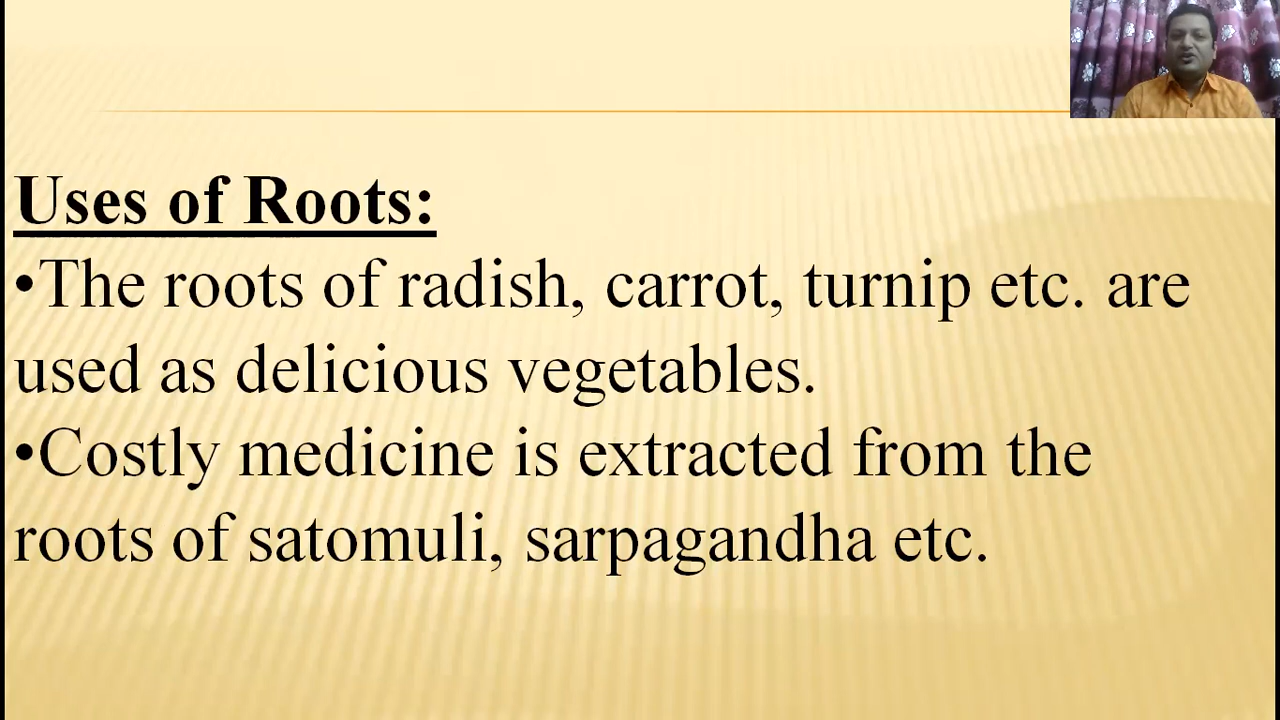 Uses of Roots:
•The roots of radish, carrot, turnip etc. are
used as delicious vegetables.
•Costly medicine is extracted from the
roots of satomuli, sarpagandha etc.